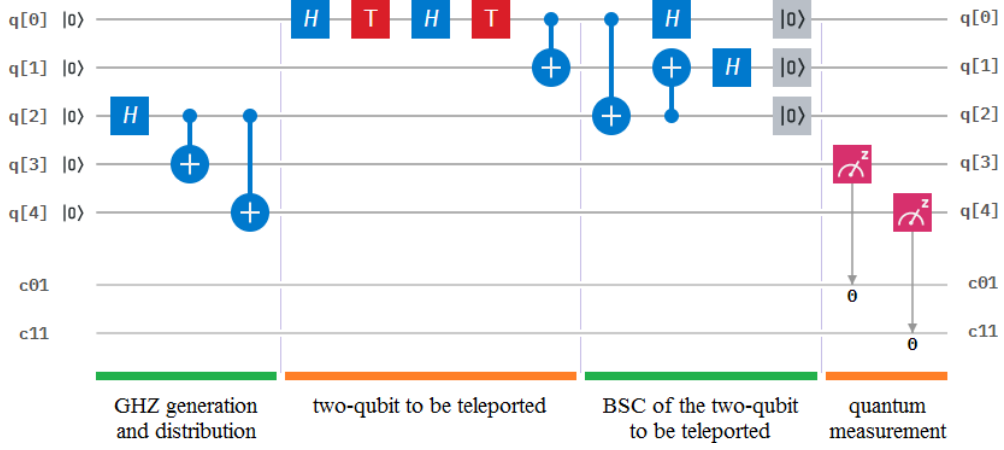 q[0] |0⟩ H T H T H |0⟩ q[0]
q[1] |0⟩ H |0⟩ q[1]
q[2] |0⟩ H |0⟩ q[2]
q[3] |0⟩ z q[3]
q[4] |0⟩ z q[4]
c01 0 c01
c11 0 c11
GHZ generation
and distribution
two-qubit to be teleported
BSC of the two-qubit
to be teleported
quantum
measurement